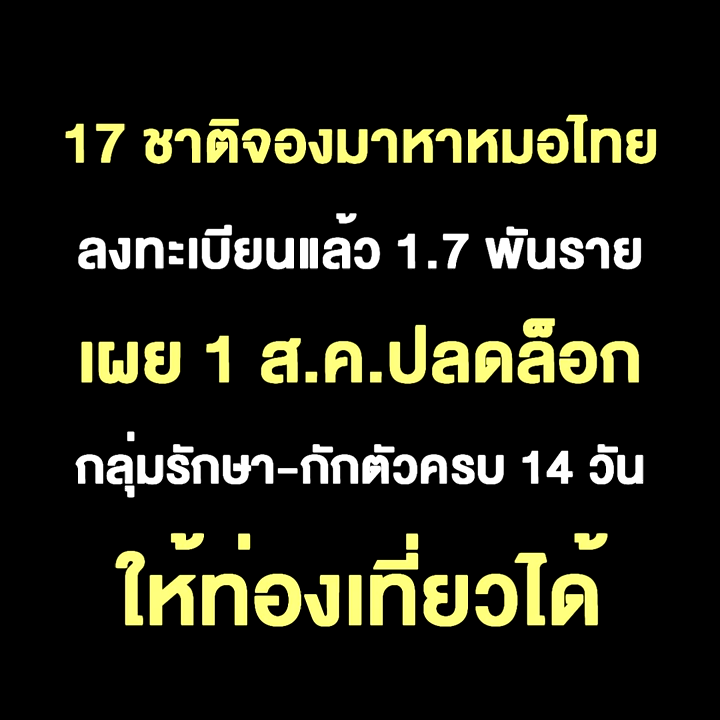 17 ชาติจองมาหาหมอไทย
ลงทะเบียนแล้ว 1.7 พันราย
เผย 1 ส.ค.ปลดล็อก
กลุ่มรักษา-กักตัวครบ 14 วัน
ให้ท่องเที่ยวได้